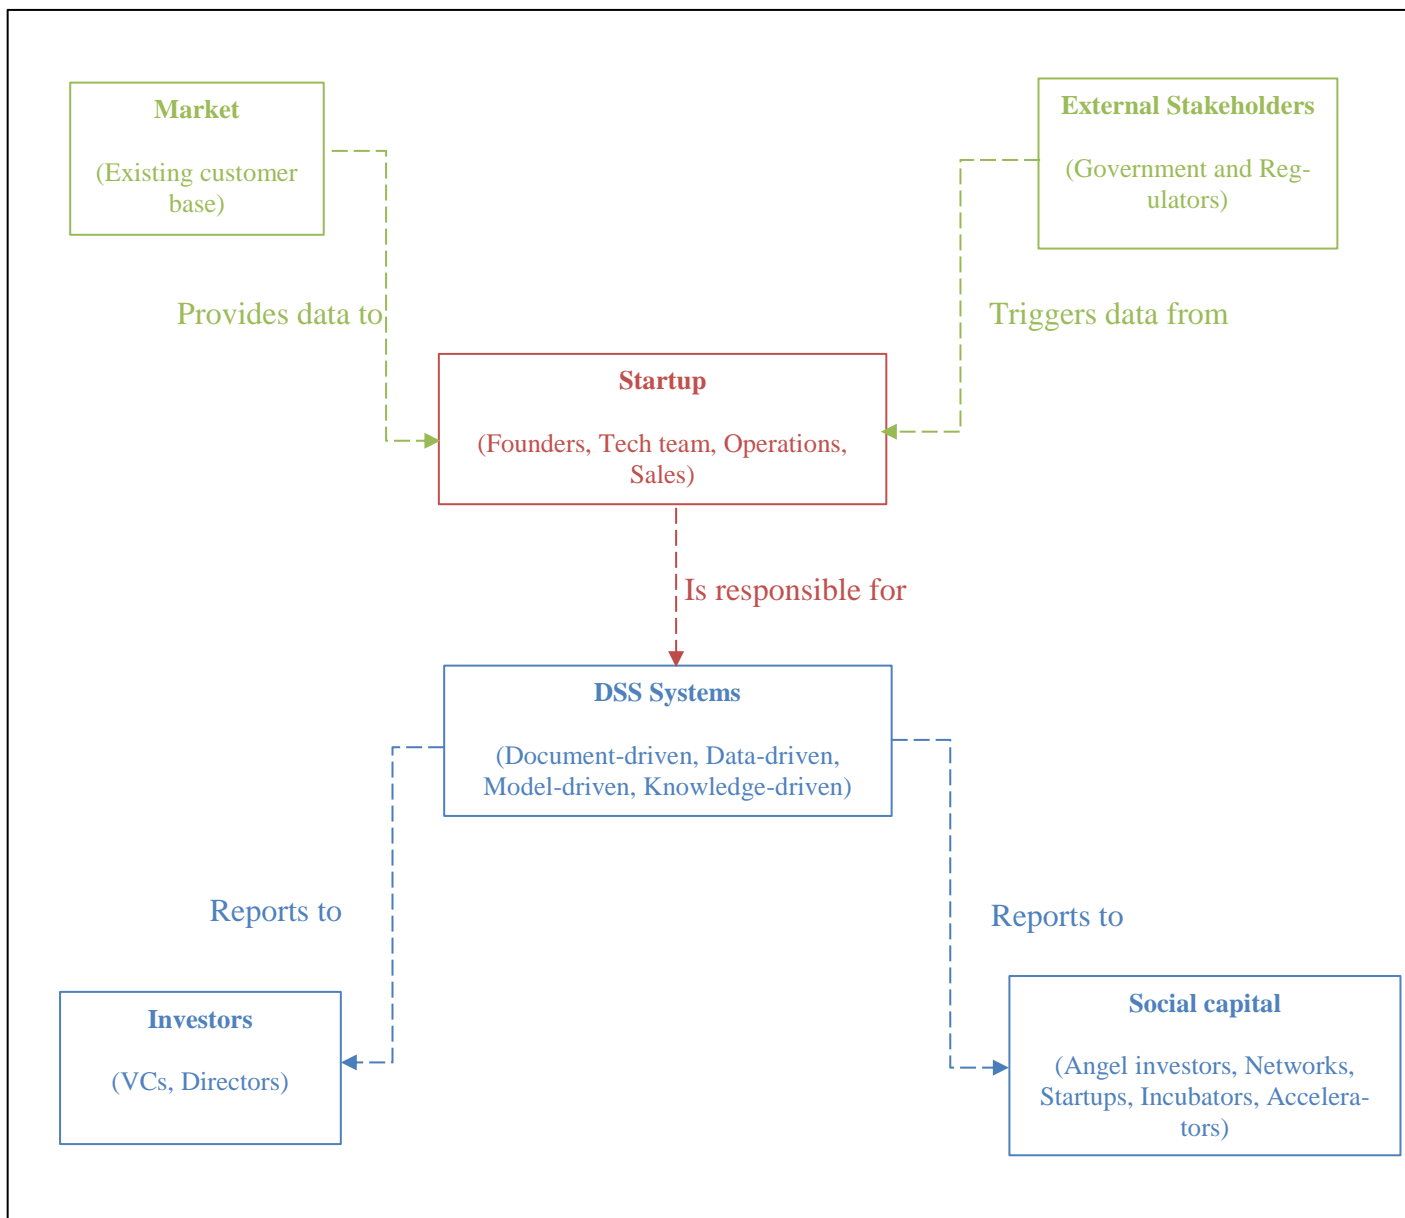 Market
(Existing customer
base)
External Stakeholders
(Government and Reg-
ulators)
Provides data to
Triggers data from
Startup
(Founders, Tech team, Operations,
Sales)
Is responsible for
DSS Systems
(Document-driven, Data-driven,
Model-driven, Knowledge-driven)
Reports to
Reports to
Investors
(VCs, Directors)
Social capital
(Angel investors, Networks,
Startups, Incubators, Accelera-
tors)